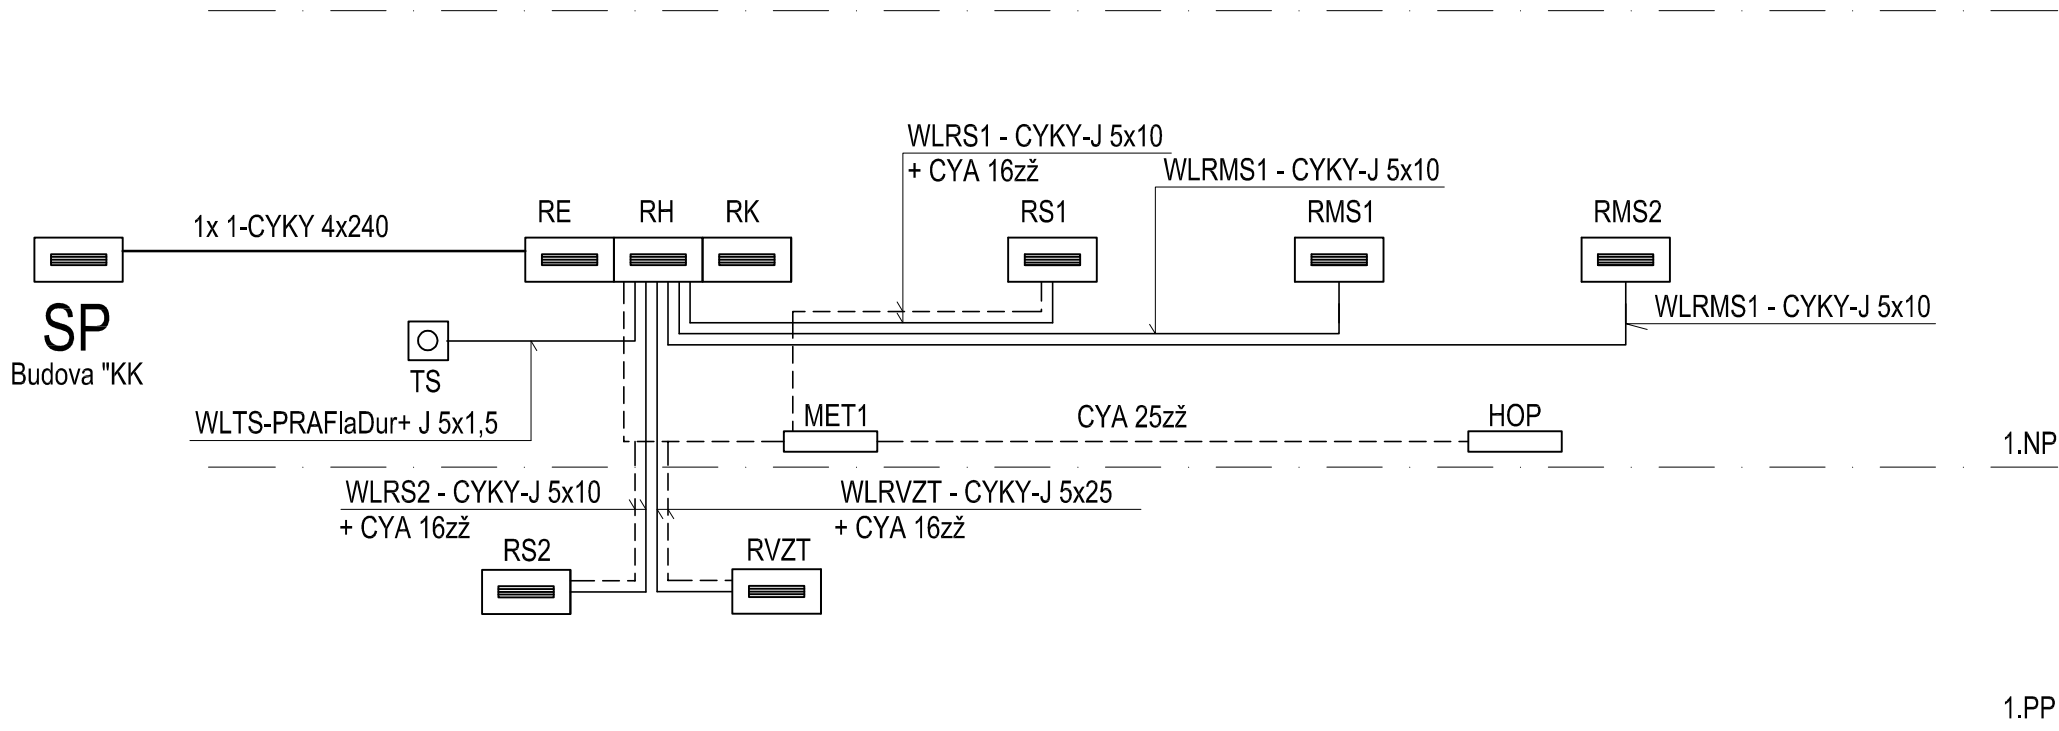 WLRS1 - CYKY-J 5x10
+ CYA 16zž
WLRMS1 - CYKY-J 5x10
1x 1-CYKY 4x240
RE
RH
RK
RS1
RMS1
RMS2
SP
Budova "KK
TS
WLRMS1 - CYKY-J 5x10
WLTS-PRAFlaDur+ J 5x1,5
MET1
CYA 25zž
HOP
1.NP
WLRS2 - CYKY-J 5x10
+ CYA 16zž
WLRVZT - CYKY-J 5x25
+ CYA 16zž
RS2
RVZT
1.PP